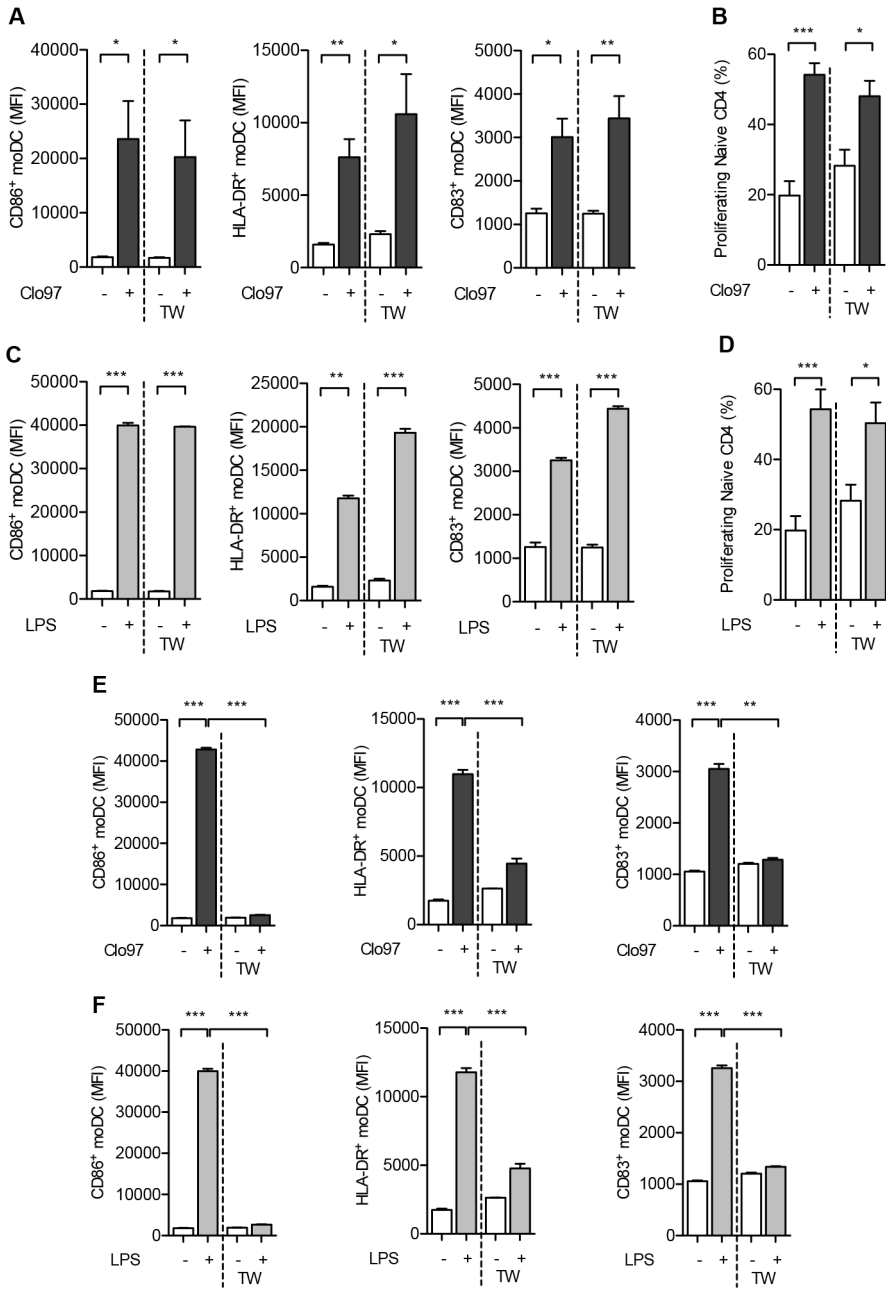 A
B
CD86+ moDC (MFI)
40000
30000
20000
10000
0
* *
Clo97 - + - +
TW
HLA-DR+ moDC (MFI)
15000
10000
5000
0
** *
- + - +
TW
CD83+ moDC (MFI)
5000
4000
3000
2000
1000
0
* **
- + - +
TW
Proliferating Naive CD4 (%)
60
40
20
0
*** *
Clo97 - + - +
TW
C
D
CD86+ moDC (MFI)
50000
40000
30000
20000
10000
0
*** ***
LPS - + - +
TW
HLA-DR+ moDC (MFI)
25000
20000
15000
10000
5000
0
** ***
- + - +
TW
CD83+ moDC (MFI)
5000
4000
3000
2000
1000
0
*** ***
- + - +
TW
Proliferating Naive CD4 (%)
60
40
20
0
*** *
LPS - + - +
TW
E
CD86+ moDC (MFI)
50000
40000
30000
20000
10000
0
*** ***
Clo97 - + - +
TW
HLA-DR+ moDC (MFI)
15000
10000
5000
0
*** ***
Clo97 - + - +
TW
CD83+ moDC (MFI)
4000
3000
2000
1000
0
*** **
Clo97 - + - +
TW
F
CD86+ moDC (MFI)
50000
40000
30000
20000
10000
0
*** ***
LPS - + - +
TW
HLA-DR+ moDC (MFI)
15000
10000
5000
0
*** ***
LPS - + - +
TW
CD83+ moDC (MFI)
4000
3000
2000
1000
0
*** ***
LPS - + - +
TW